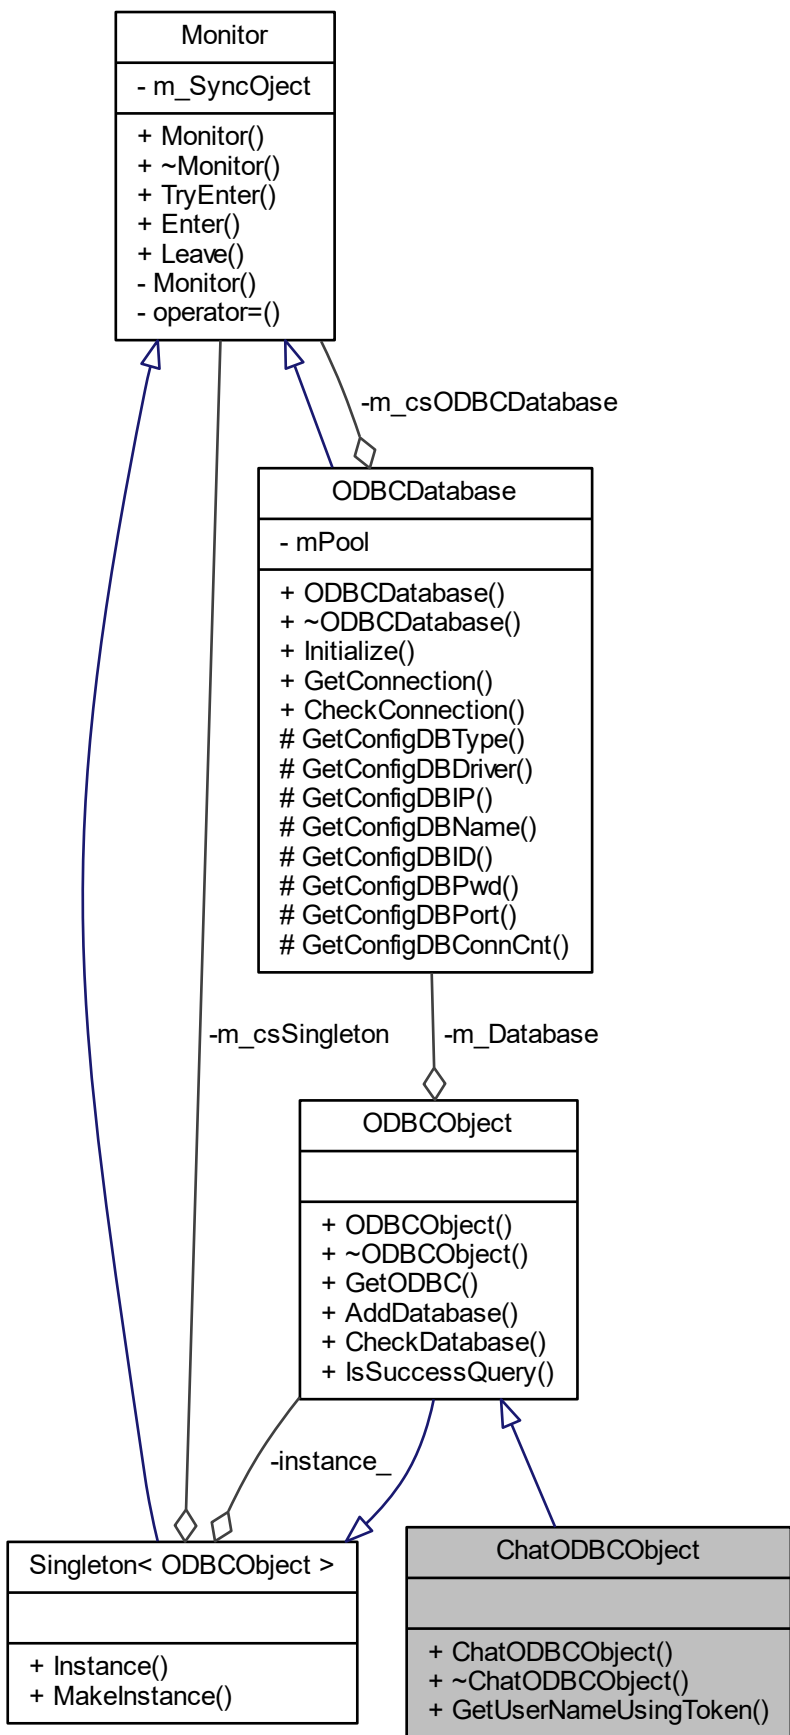 Monitor
- m_SyncOject
+ Monitor()
+ ~Monitor()
+ TryEnter()
+ Enter()
+ Leave()
- Monitor()
- operator=()
-m_csODBCDatabase
ODBCDatabase
- mPool
+ ODBCDatabase()
+ ~ODBCDatabase()
+ Initialize()
+ GetConnection()
+ CheckConnection()
# GetConfigDBType()
# GetConfigDBDriver()
# GetConfigDBIP()
# GetConfigDBName()
# GetConfigDBID()
# GetConfigDBPwd()
# GetConfigDBPort()
# GetConfigDBConnCnt()
-m_csSingleton
-m_Database
ODBCObject
+ ODBCObject()
+ ~ODBCObject()
+ GetODBC()
+ AddDatabase()
+ CheckDatabase()
+ IsSuccessQuery()
-instance_
Singleton< ODBCObject >
+ Instance()
+ MakeInstance()
ChatODBCObject
+ ChatODBCObject()
+ ~ChatODBCObject()
+ GetUserNameUsingToken()